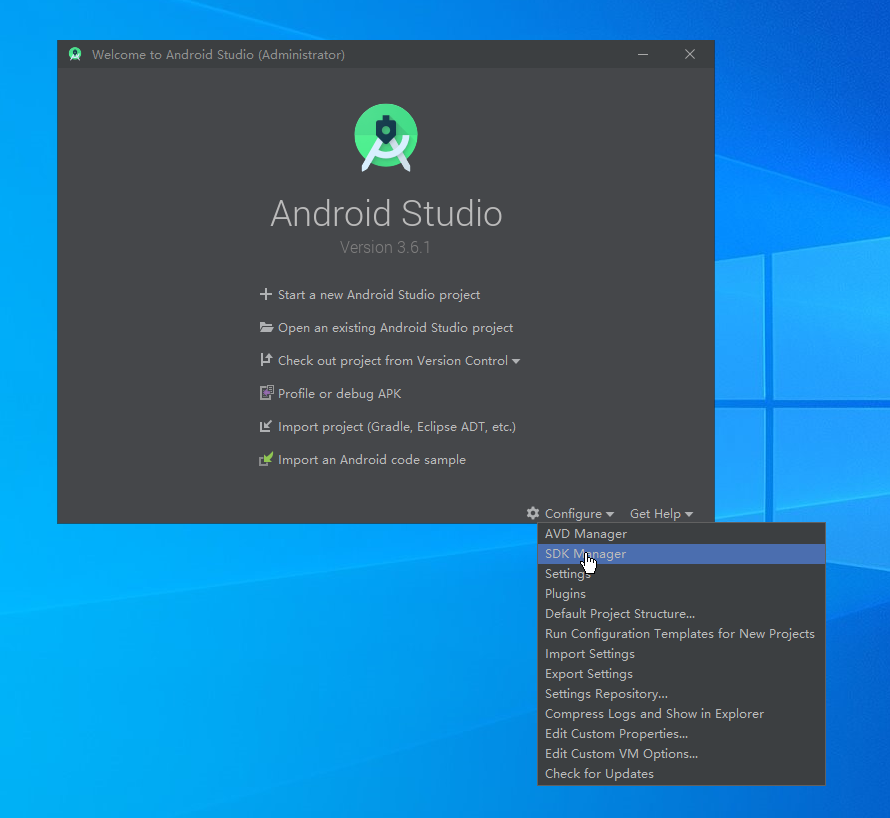 Welcome to Android Studio (Administrator)
Android Studio
Version 3.6.1
Start a new Android Studio project
Open an existing Android Studio project
Check out project from Version Control
Profile or debug APK
Import project (Gradle, Eclipse ADT, etc.)
Import an Android code sample
Configure Get Help
AVD Manager
SDK Manager
Settings
Plugins
Default Project Structure...
Run Configuration Templates for New Projects
Import Settings
Export Settings
Settings Repository...
Compress Logs and Show in Explorer
Edit Custom Properties...
Edit Custom VM Options...
Check for Updates